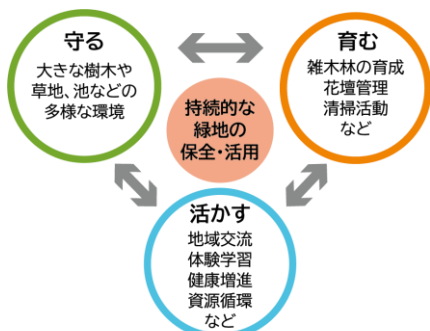 守る
大きな樹木や
草地、池などの
多様な環境
育む
雑木林の育成
花壇管理
清掃活動
など
持続的な
緑地の
保全・活用
活かす
地域交流
体験学習
健康増進
資源循環
など